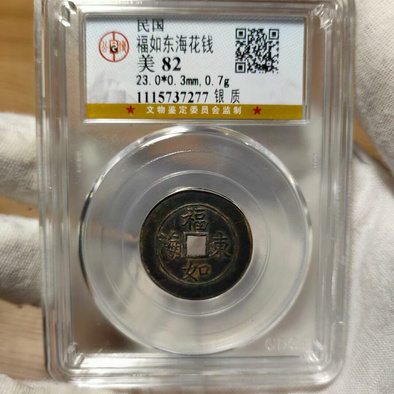 民国
福如东海花钱
美 82
23.0*0.3mm,0.7g
1115737277 银 质
★ 文物鉴定委员会监制 ★
福
海 東
如